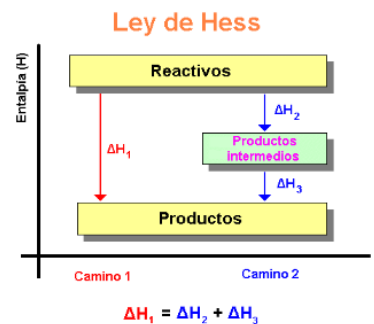 Ley de Hess
Entalpía (H)
Reactivos
ΔH₁
ΔH₂
Productos
intermedios
ΔH₃
Productos
Camino 1
Camino 2
ΔH₁ = ΔH₂ + ΔH₃